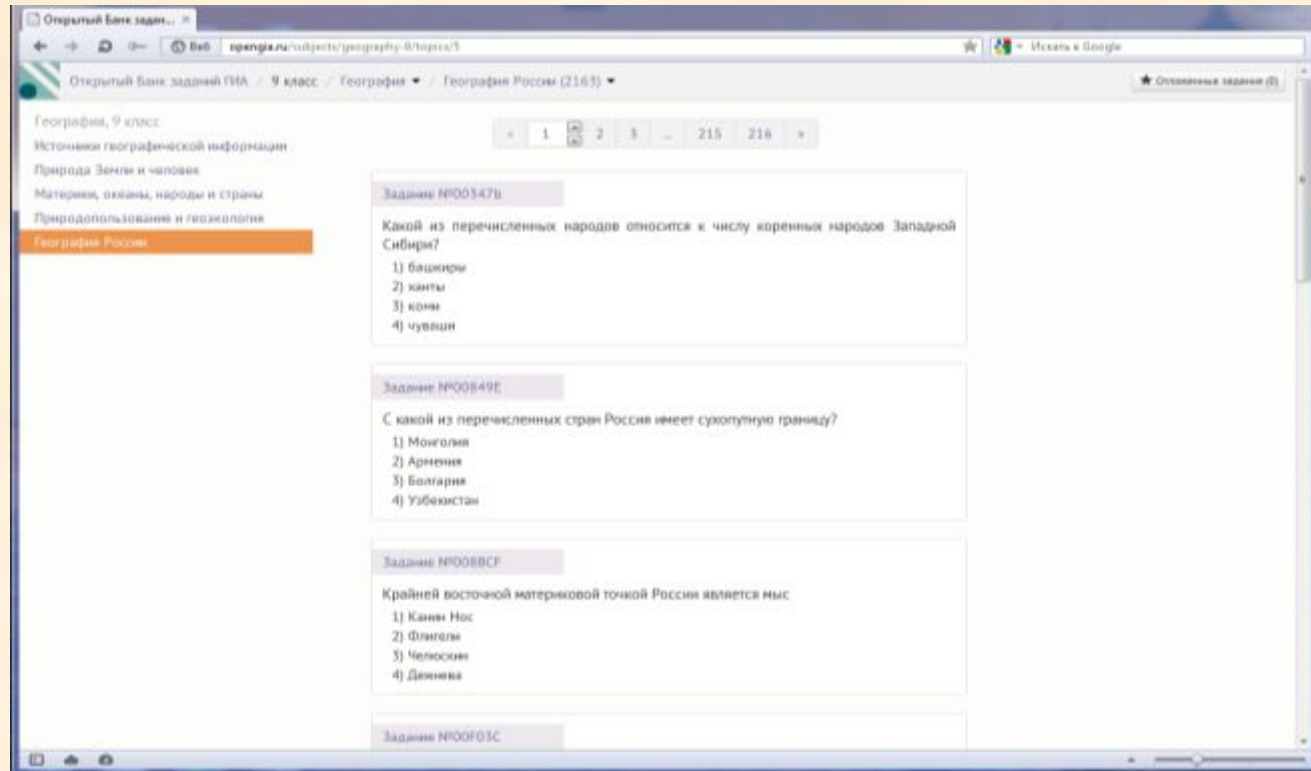 Открытый Банк задан...
Веб opengia.ru/subjects/geography-9/topics/5
Искать в Google
Открытый Банк заданий ГИА / 9 класс / География / География России (2163)
Отложенные задания (0)
География, 9 класс
Источники географической информации
Природа Земли и человек
Материки, океаны, народы и страны
Природопользование и геоэкология
География России
« 1 2 3 ... 215 216 »
Задание №00347b
Какой из перечисленных народов относится к числу коренных народов Западной
Сибири?
1) башкиры
2) ханты
3) коми
4) чуваши
Задание №00849E
С какой из перечисленных стран Россия имеет сухопутную границу?
1) Монголия
2) Армения
3) Болгария
4) Узбекистан
Задание №008BCF
Крайней восточной материковой точкой России является мыс
1) Канин Нос
2) Флигели
3) Челюскин
4) Дежнева
Задание №00F03C